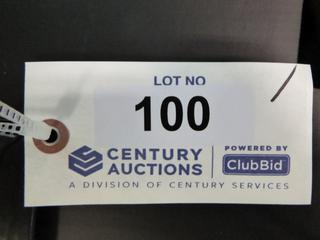 LOT NO
100
CENTURY
AUCTIONS
POWERED BY
ClubBid
A DIVISION OF CENTURY SERVICES